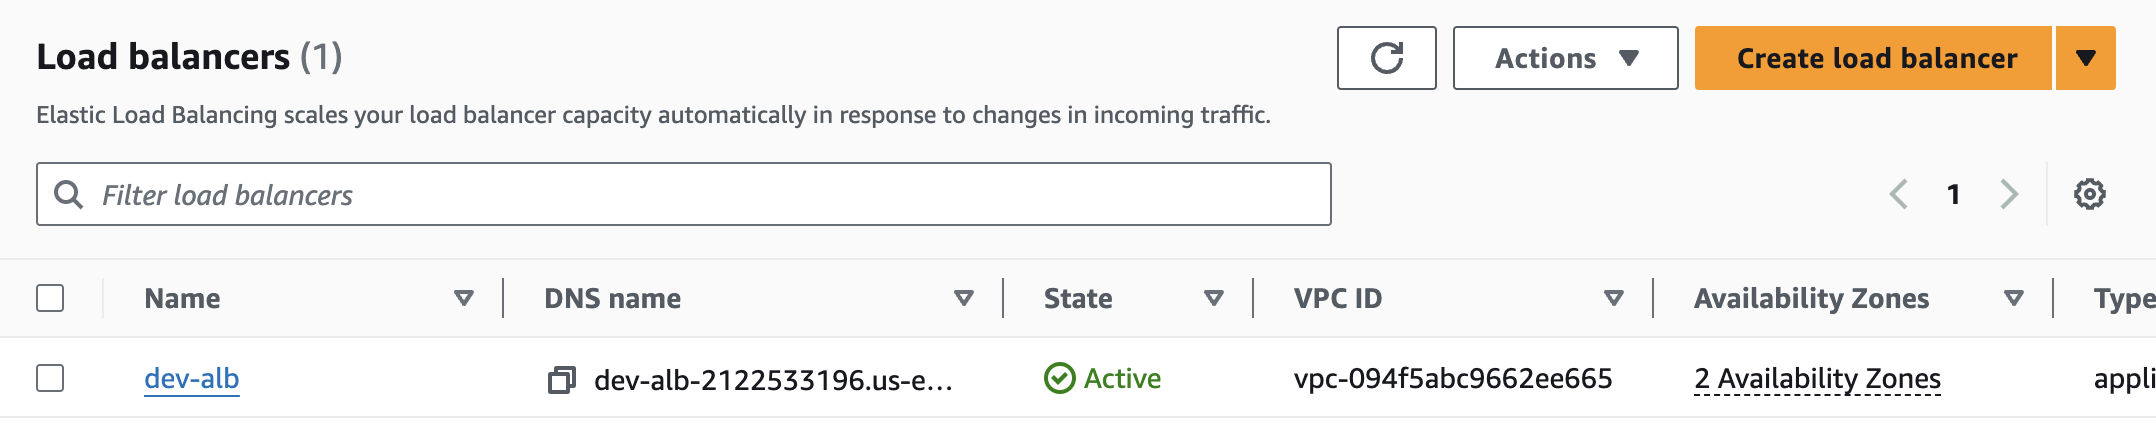 Load balancers (1)
Actions
Create load balancer
Elastic Load Balancing scales your load balancer capacity automatically in response to changes in incoming traffic.
Filter load balancers
1
Name DNS name State VPC ID Availability Zones Type
dev-alb dev-alb-2122533196.us-e... Active vpc-094f5abc9662ee665 2 Availability Zones appli